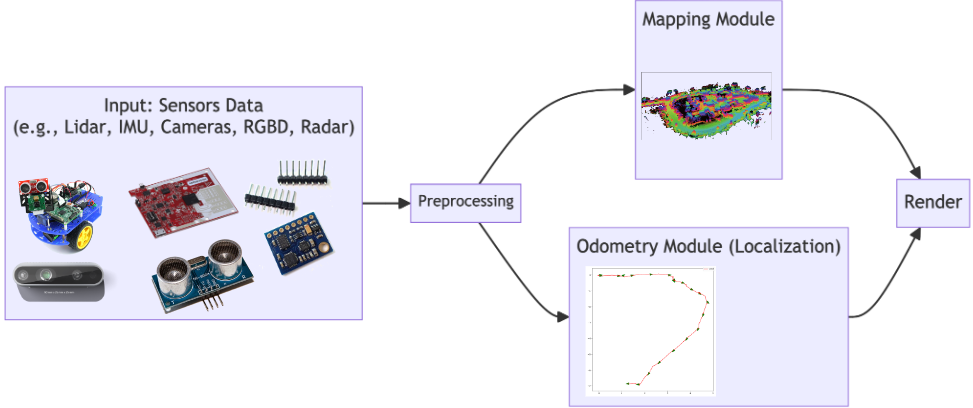 Input: Sensors Data
(e.g., Lidar, IMU, Cameras, RGBD, Radar)
Preprocessing
Mapping Module
Odometry Module (Localization)
Render